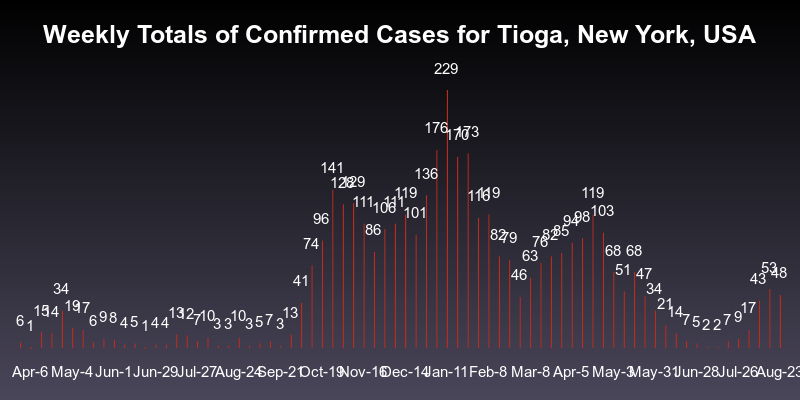 Weekly Totals of Confirmed Cases for Tioga, New York, USA
6 1 15 14 34 19 17 6 9 8 4 5 1 4 4 13 12 7 10 3 3 10 3 5 7 3 13 41 74 96 141 128 129 111 86 106 111 119 101 136 176 229 170 173 116 119 82 79 46 63 76 82 85 94 98 119 103 68 51 68 47 34 21 14 7 5 2 2 7 9 17 43 53 48
Apr-6 May-4 Jun-1 Jun-29 Jul-27 Aug-24 Sep-21 Oct-19 Nov-16 Dec-14 Jan-11 Feb-8 Mar-8 Apr-5 May-3 May-31 Jun-28 Jul-26 Aug-23